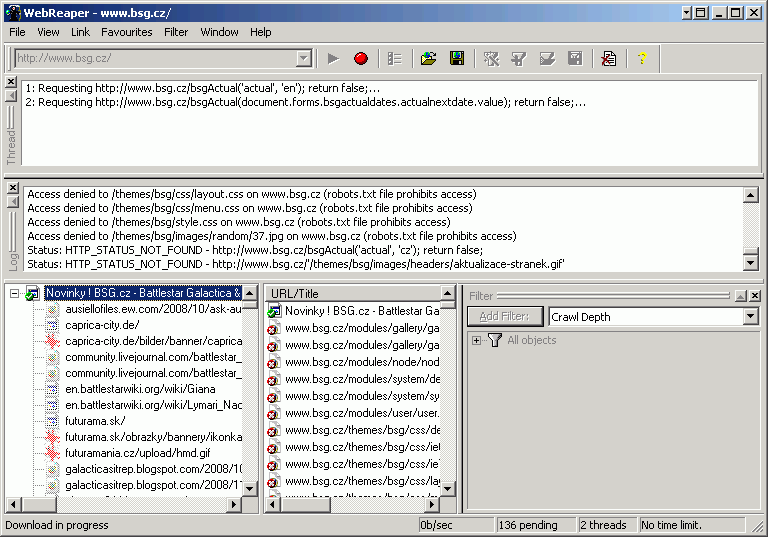 WebReaper - www.bsg.cz/
File View Link Favourites Filter Window Help
http://www.bsg.cz/
Thread
1: Requesting http://www.bsg.cz/bsgActual('actual', 'en'); return false;...
2: Requesting http://www.bsg.cz/bsgActual(document.forms.bsgactualdates.actualnextdate.value); return false;...
Log
Access denied to /themes/bsg/css/layout.css on www.bsg.cz (robots.txt file prohibits access)
Access denied to /themes/bsg/css/menu.css on www.bsg.cz (robots.txt file prohibits access)
Access denied to /themes/bsg/style.css on www.bsg.cz (robots.txt file prohibits access)
Access denied to /themes/bsg/images/random/37.jpg on www.bsg.cz (robots.txt file prohibits access)
Status: HTTP_STATUS_NOT_FOUND - http://www.bsg.cz/bsgActual('actual', 'cz'); return false;
Status: HTTP_STATUS_NOT_FOUND - http://www.bsg.cz/'/themes/bsg/images/headers/aktualizace-stranek.gif'
Novinky ! BSG.cz - Battlestar Galactica &
ausiellofiles.ew.com/2008/10/ask-au
caprica-city.de/
caprica-city.de/bilder/banner/caprica
community.livejournal.com/battlestar_
community.livejournal.com/battlestar_
en.battlestarwiki.org/wiki/Giana
en.battlestarwiki.org/wiki/Lymari_Nac
futurama.sk/
futurama.sk/obrazky/bannery/ikonka
futuramania.cz/upload/hmd.gif
galacticasitrep.blogspot.com/2008/10
galacticasitrep.blogspot.com/2008/11
URL/Title
Novinky ! BSG.cz - Battlestar Ga
www.bsg.cz/modules/gallery/ga
www.bsg.cz/modules/gallery/ga
www.bsg.cz/modules/node/nod
www.bsg.cz/modules/system/de
www.bsg.cz/modules/system/sy
www.bsg.cz/modules/user/user.
www.bsg.cz/themes/bsg/css/de
www.bsg.cz/themes/bsg/css/iet
www.bsg.cz/themes/bsg/css/ie7
www.bsg.cz/themes/bsg/css/lay
Filter
Add Filter: Crawl Depth
All objects
Download in progress 0b/sec 136 pending 2 threads No time limit.